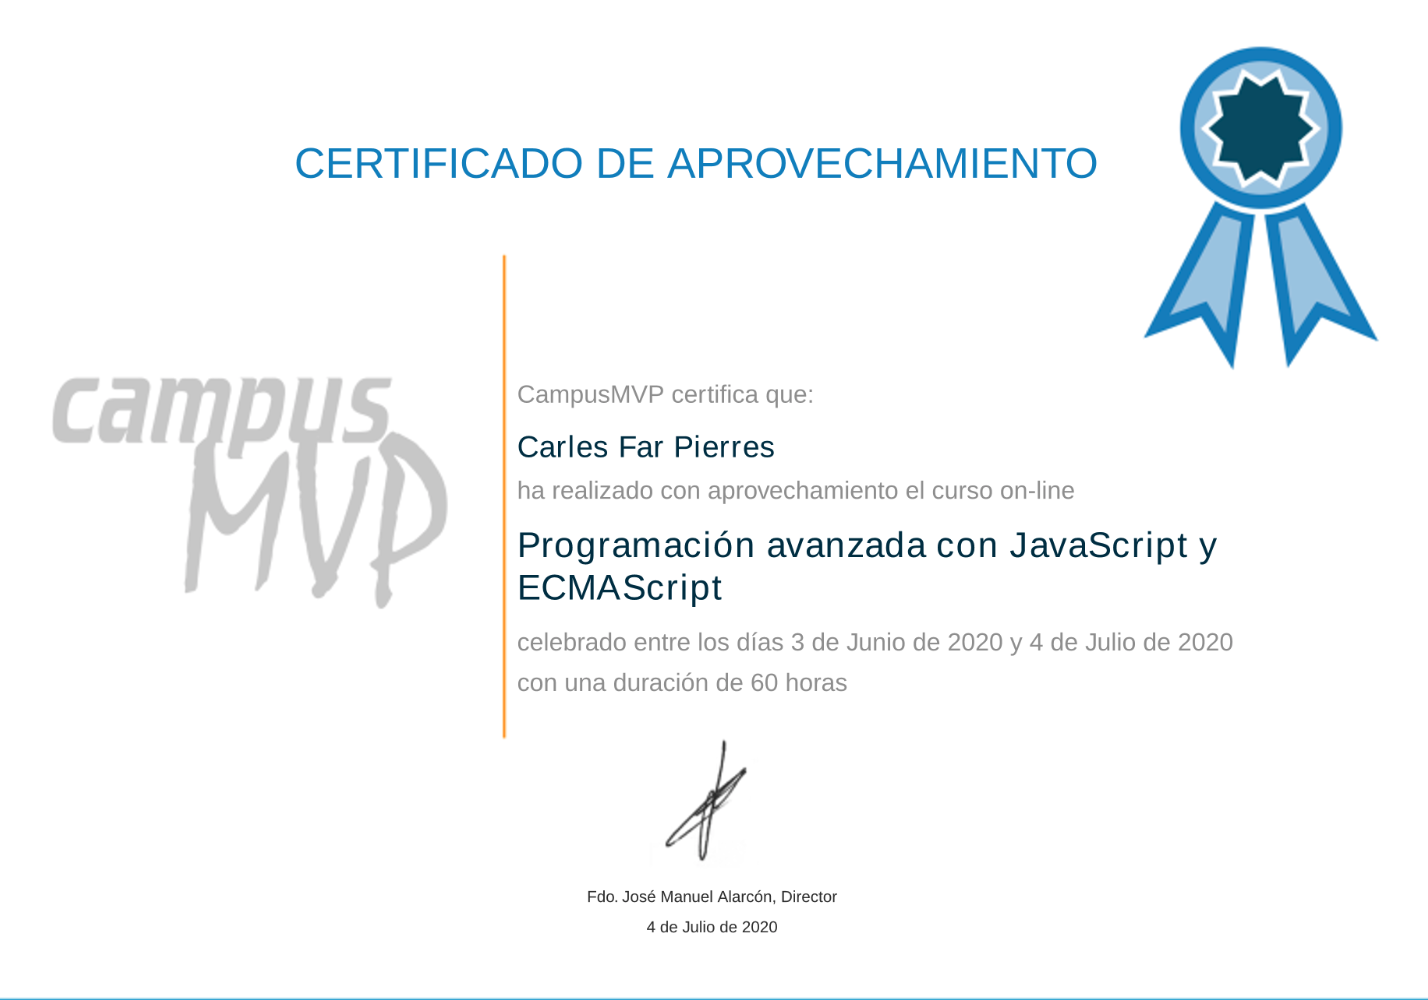 CERTIFICADO DE APROVECHAMIENTO
campus
MVP
CampusMVP certifica que:
Carles Far Pierres
ha realizado con aprovechamiento el curso on-line
Programación avanzada con JavaScript y
ECMAScript
celebrado entre los días 3 de Junio de 2020 y 4 de Julio de 2020
con una duración de 60 horas
Fdo. José Manuel Alarcón, Director
4 de Julio de 2020